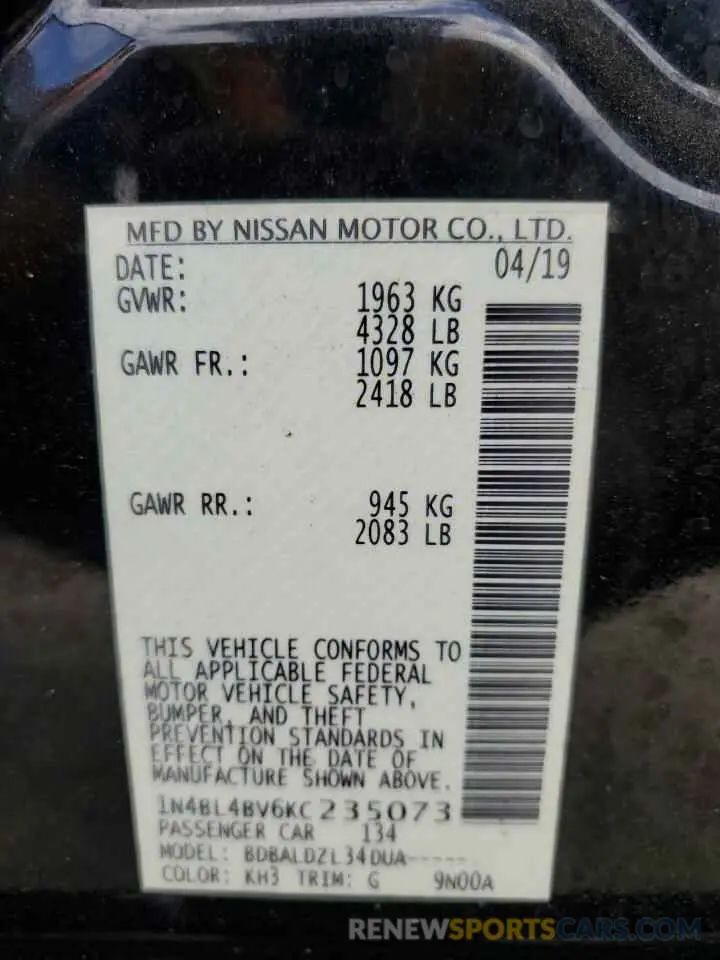 MFD BY NISSAN MOTOR CO., LTD.
DATE: 04/19
GVWR: 1963 KG
4328 LB
GAWR FR.: 1097 KG
2418 LB
GAWR RR.: 945 KG
2083 LB
THIS VEHICLE CONFORMS TO
ALL APPLICABLE FEDERAL
MOTOR VEHICLE SAFETY,
BUMPER, AND THEFT
PREVENTION STANDARDS IN
EFFECT ON THE DATE OF
MANUFACTURE SHOWN ABOVE.
1N4BL4BV6KC235073
PASSENGER CAR 134
MODEL: BDBALDZL34DUA-----
COLOR: KH3 TRIM: G 9N00A
RENEWSPORTSCARS.COM